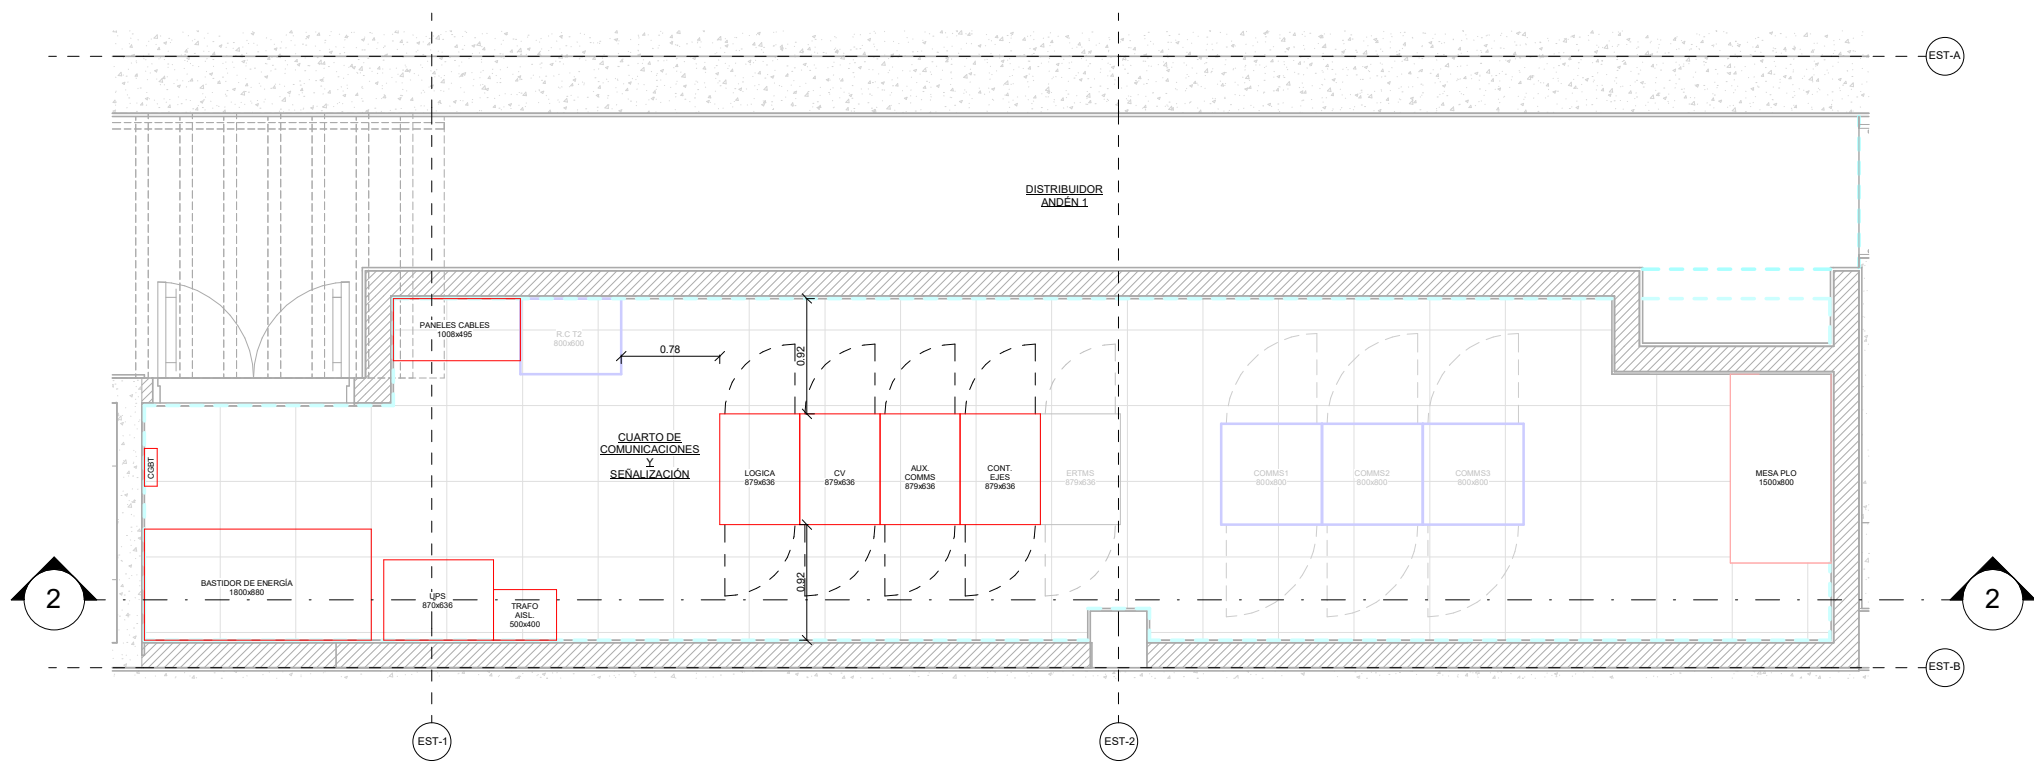 EST-A
DISTRIBUIDOR
ANDÉN 1
PANELES CABLES
1008x495
R.C T2
800x600
0.78
0.92
CUARTO DE
COMUNICACIONES
Y
SEÑALIZACIÓN
CGBT
LOGICA
879x636
CV
879x636
AUX.
COMMS
879x636
CONT.
EJES
879x636
ERTMS
879x636
COMMS1
800x800
COMMS2
800x800
COMMS3
800x800
MESA PLO
1500x800
BASTIDOR DE ENERGÍA
1800x880
UPS
870x636
TRAFO
AISL.
500x400
0.92
2
2
EST-B
EST-1
EST-2